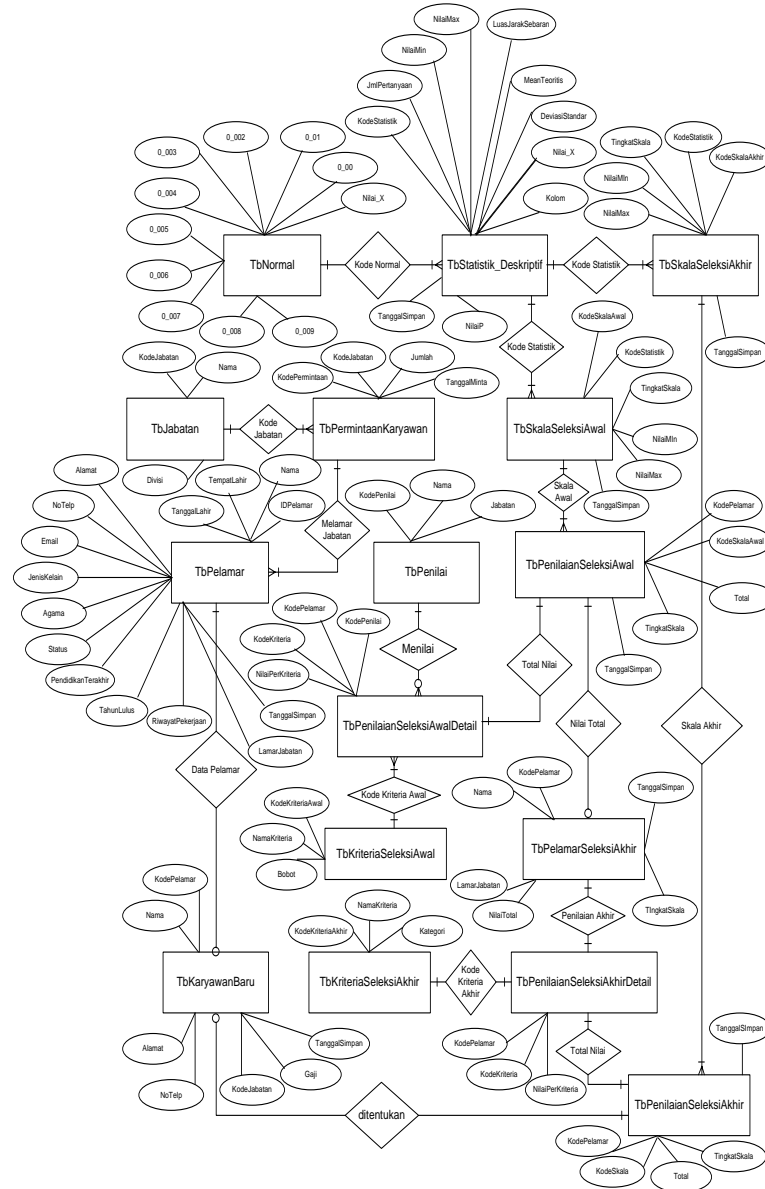 NilaiMax
LuasJarakSebaran
NilaiMin
JmlPertanyaan
MeanTeoritis
KodeStatistik
DeviasiStandar
Nilai_X
Kolom
TingkatSkala
KodeStatistik
KodeSkalaAkhir
NilaiMIn
NilaiMax
0_003
0_002
0_01
0_00
Nilai_X
0_004
0_005
0_006
0_007
0_008
0_009
TbNormal
Kode Normal
TbStatistik_Deskriptif
Kode Statistik
TbSkalaSeleksiAkhir
TanggalSimpan
NilaiP
Kode Statistik
TanggalSimpan
KodeSkalaAwal
KodeStatistik
TingkatSkala
NilaiMIn
NilaiMax
TanggalSimpan
KodeJabatan
Nama
KodePermintaan
KodeJabatan
Jumlah
TanggalMinta
TbJabatan
Kode
Jabatan
TbPermintaanKaryawan
TbSkalaSeleksiAwal
Divisi
Skala
Awal
Alamat
NoTelp
Email
JenisKelain
Agama
Status
PendidikanTerakhir
TahunLulus
RiwayatPekerjaan
TanggalLahir
TempatLahir
Nama
IDPelamar
TanggalSimpan
LamarJabatan
Melamar
Jabatan
TbPelamar
KodePenilai
Nama
Jabatan
TbPenilai
TbPenilaianSeleksiAwal
KodePelamar
KodeSkalaAwal
Total
TingkatSkala
TanggalSimpan
KodePelamar
KodePenilai
KodeKriteria
NilaiPerKriteria
Menilai
Total Nilai
TbPenilaianSeleksiAwalDetail
Nilai Total
Skala Akhir
Data Pelamar
Kode Kriteria Awal
KodeKriteriaAwal
NamaKriteria
Bobot
TbKriteriaSeleksiAwal
Nama
KodePelamar
TanggalSimpan
TbPelamarSeleksiAkhir
LamarJabatan
NilaiTotal
TIngkatSkala
Penilaian Akhir
KodePelamar
Nama
TbKaryawanBaru
KodeKriteriaAkhir
NamaKriteria
Kategori
TbKriteriaSeleksiAkhir
Kode
Kriteria
Akhir
TbPenilaianSeleksiAkhirDetail
Alamat
NoTelp
KodeJabatan
Gaji
TanggalSimpan
KodePelamar
KodeKriteria
NilaiPerKriteria
Total Nilai
TanggalSImpan
ditentukan
TbPenilaianSeleksiAkhir
KodePelamar
KodeSkala
Total
TingkatSkala